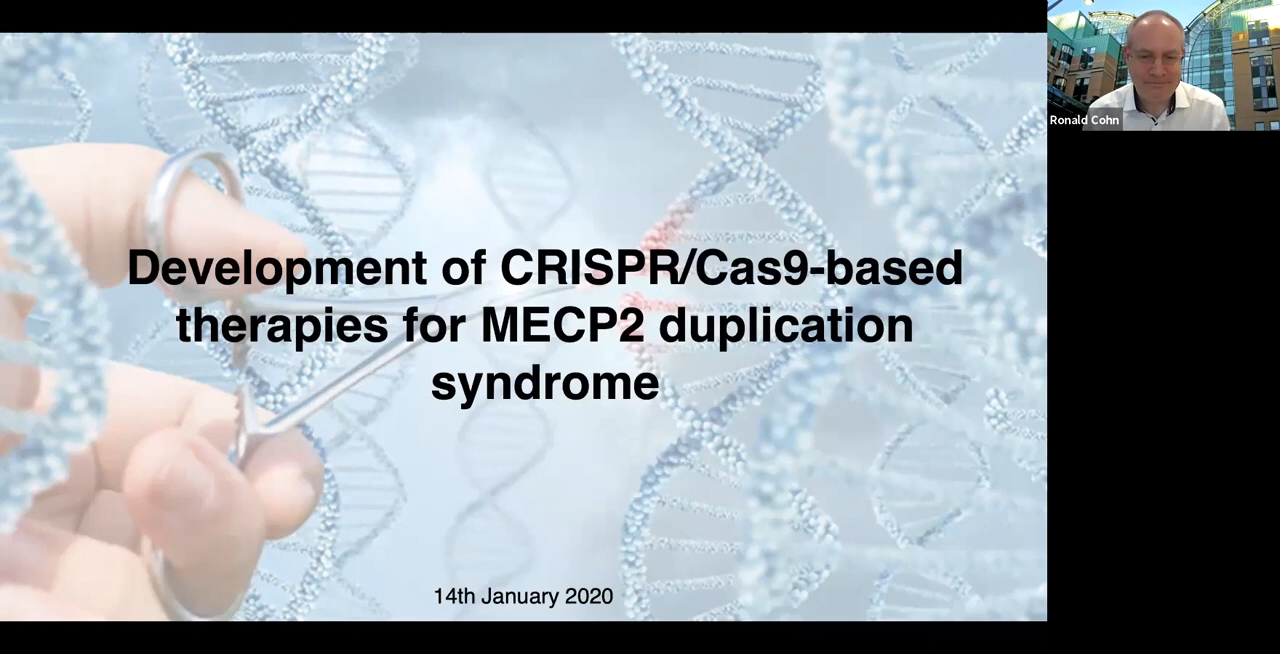 Development of CRISPR/Cas9-based
therapies for MECP2 duplication
syndrome
14th January 2020
Ronald Cohn